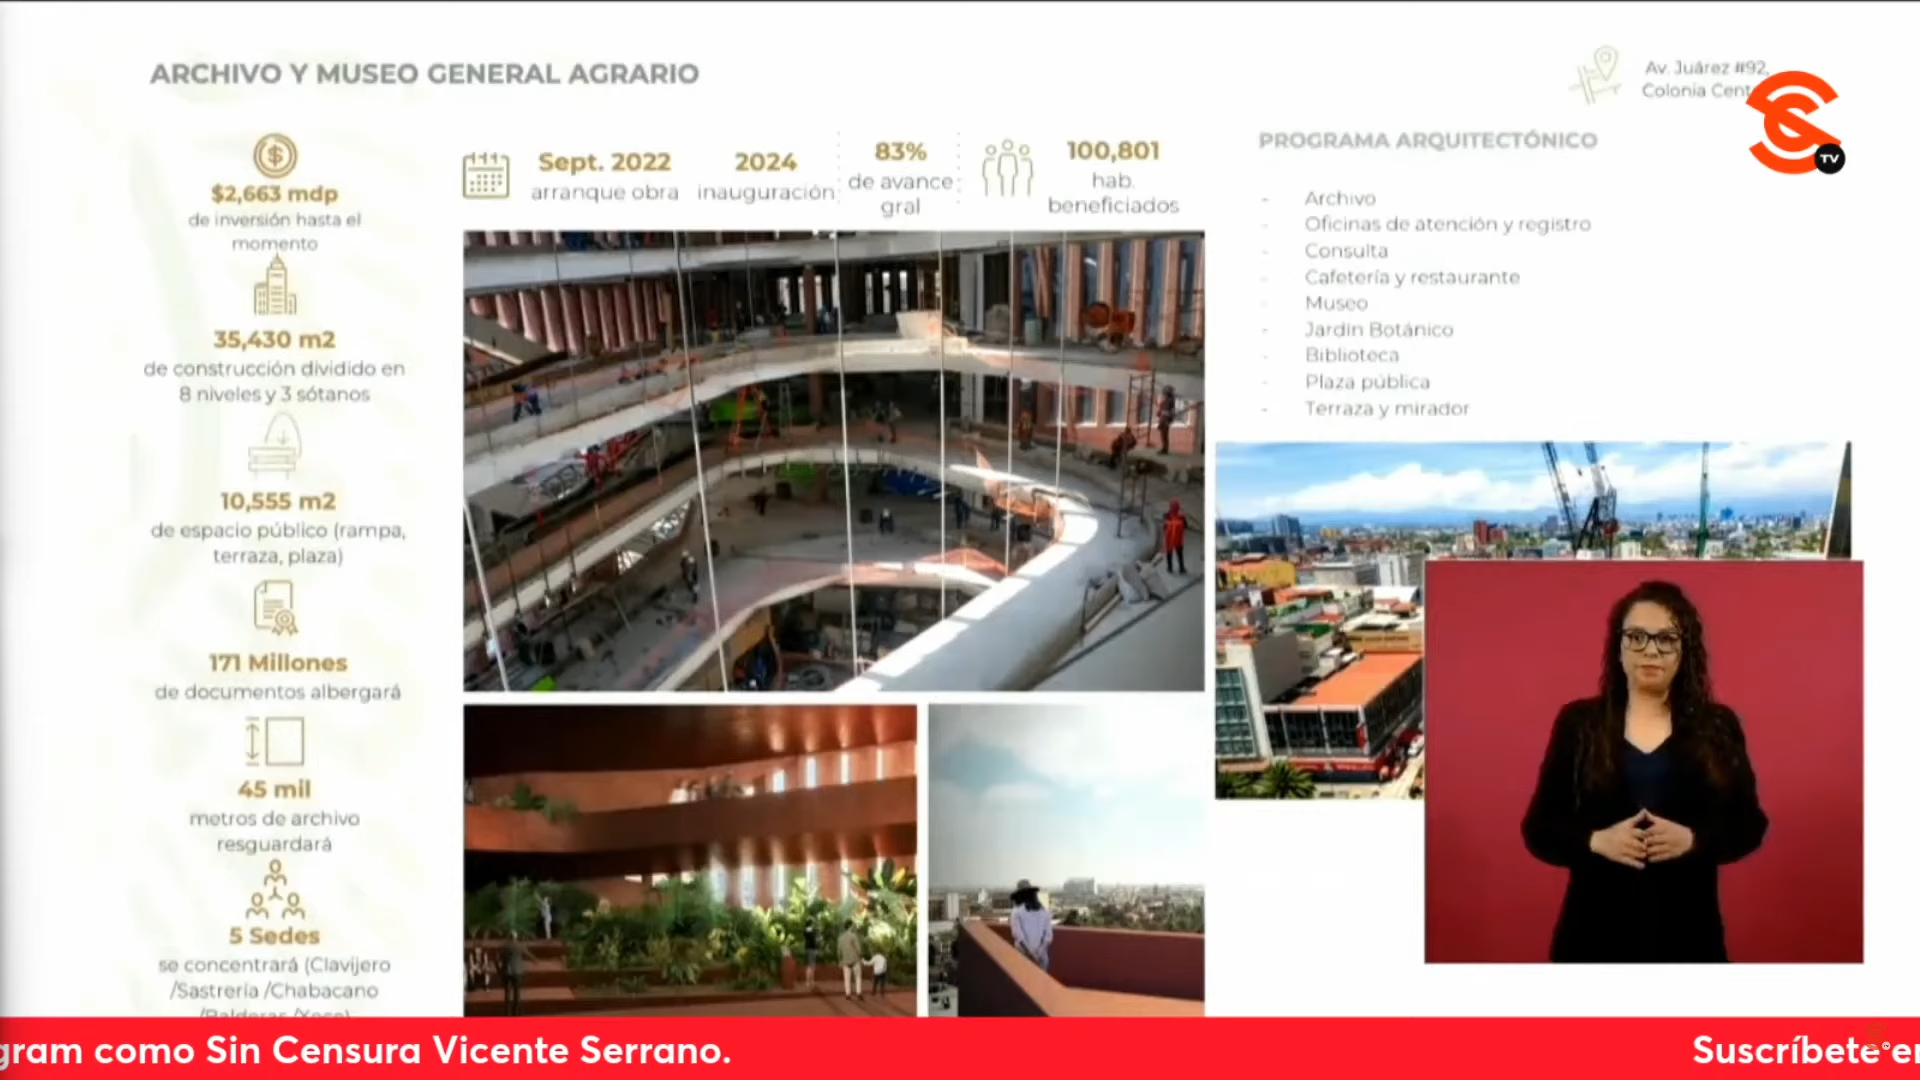 ARCHIVO Y MUSEO GENERAL AGRARIO
Av. Juárez #92,
Colonia
TV
$2,663 mdp
de inversión hasta el
momento
35,430 m2
de construcción dividido en
8 niveles y 3 sótanos
10,555 m2
de espacio público (rampa,
terraza, plaza)
171 Millones
de documentos albergará
45 mil
metros de archivo
resguardará
5 Sedes
se concentrará (Clavijero
/Sastrería /Chabacano
Sept. 2022
arranque obra
2024
inauguración
83%
de avance
gral
100,801
hab.
beneficiados
PROGRAMA ARQUITECTÓNICO
- Archivo
- Oficinas de atención y registro
- Consulta
- Cafetería y restaurante
- Museo
- Jardín Botánico
- Biblioteca
- Plaza pública
- Terraza y mirador
gram como Sin Censura Vicente Serrano.
Suscríbete